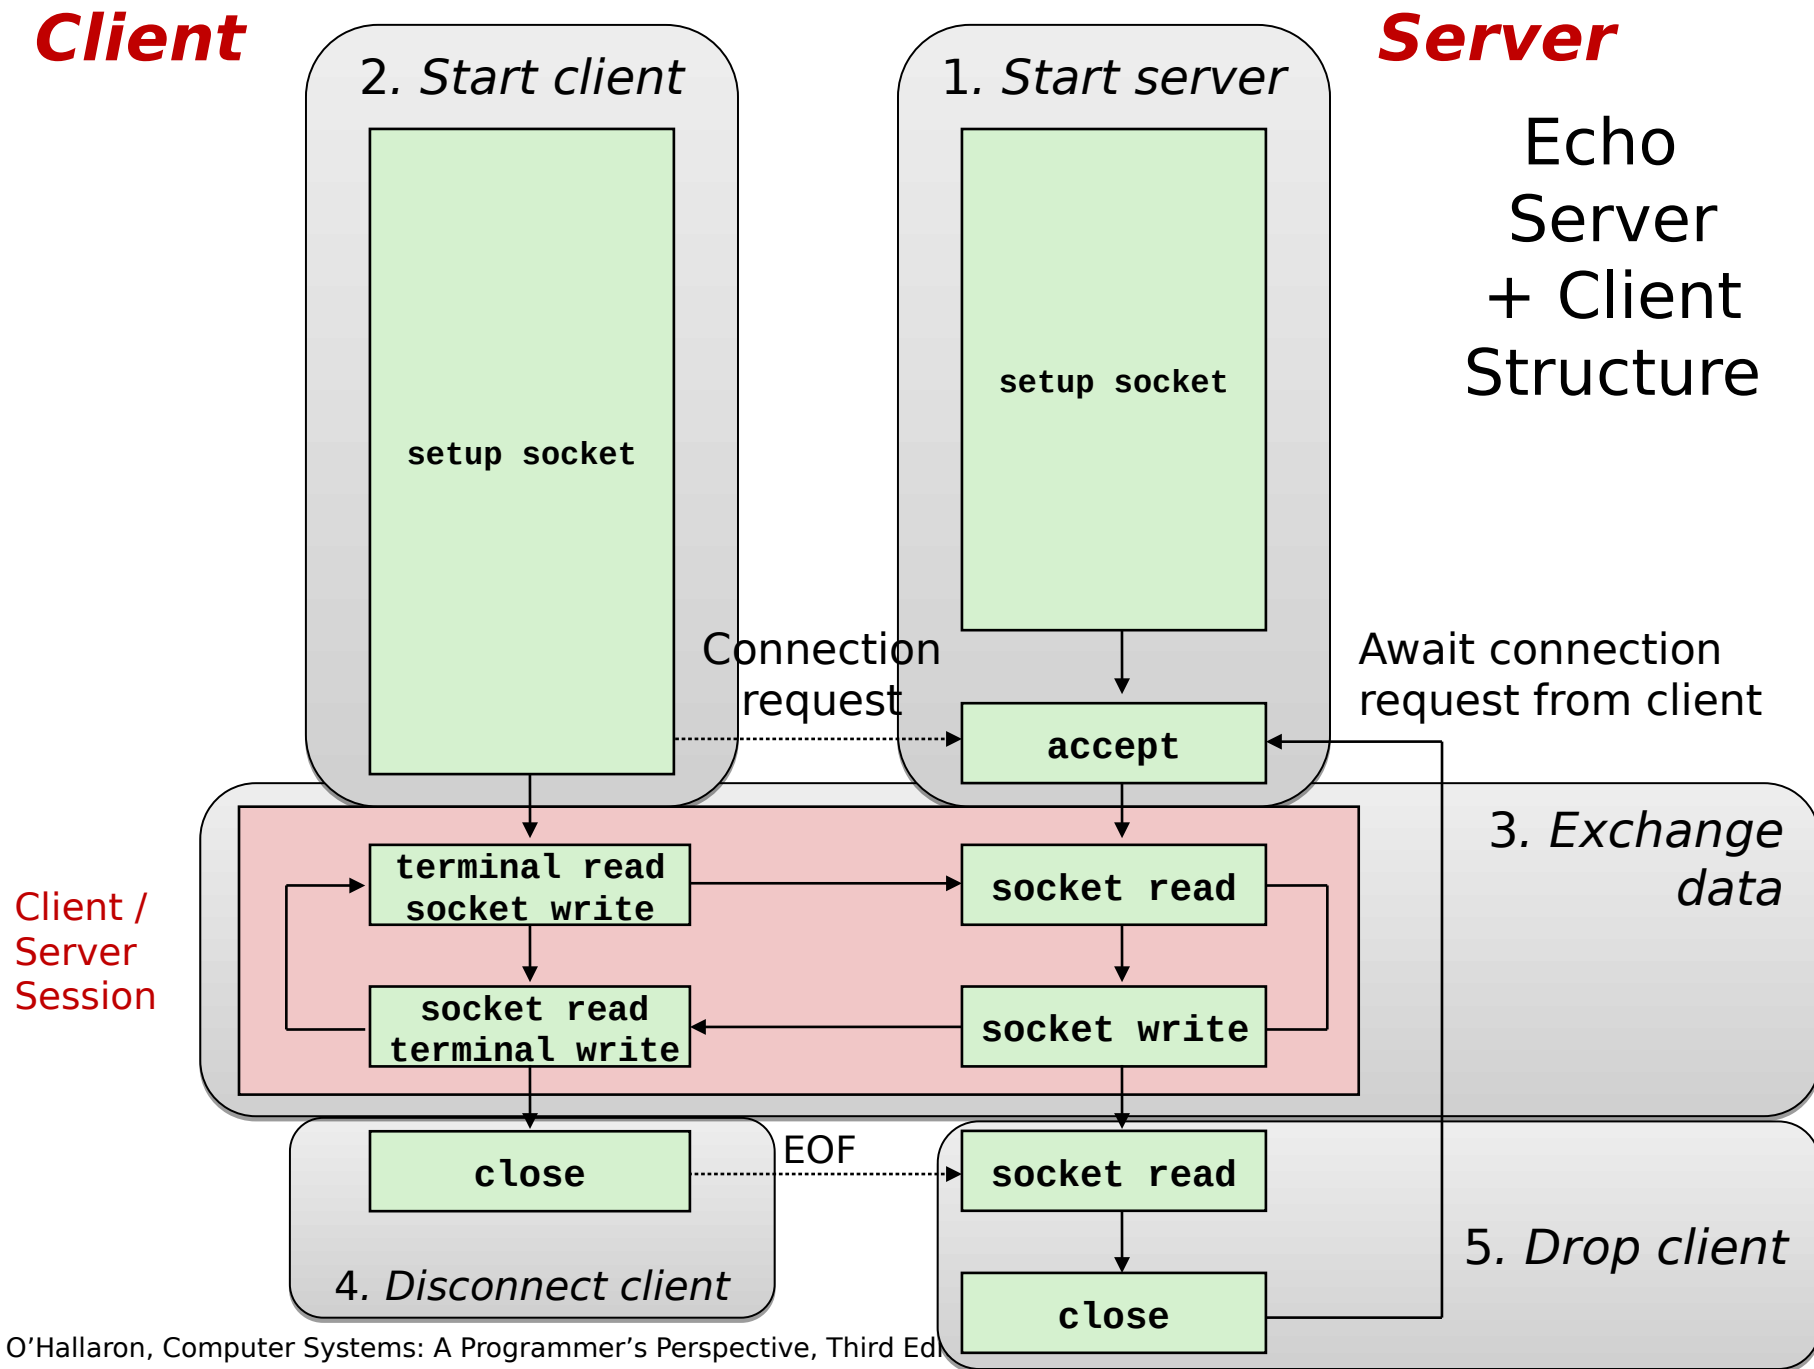 Client
Server
2. Start client
1. Start server
Echo
Server
+ Client
Structure
setup socket
setup socket
Connection
request
Await connection
request from client
accept
3. Exchange
data
Client /
Server
Session
terminal read
socket write
socket read
socket read
terminal write
socket write
close
EOF
socket read
4. Disconnect client
5. Drop client
close
O’Hallaron, Computer Systems: A Programmer’s Perspective, Third